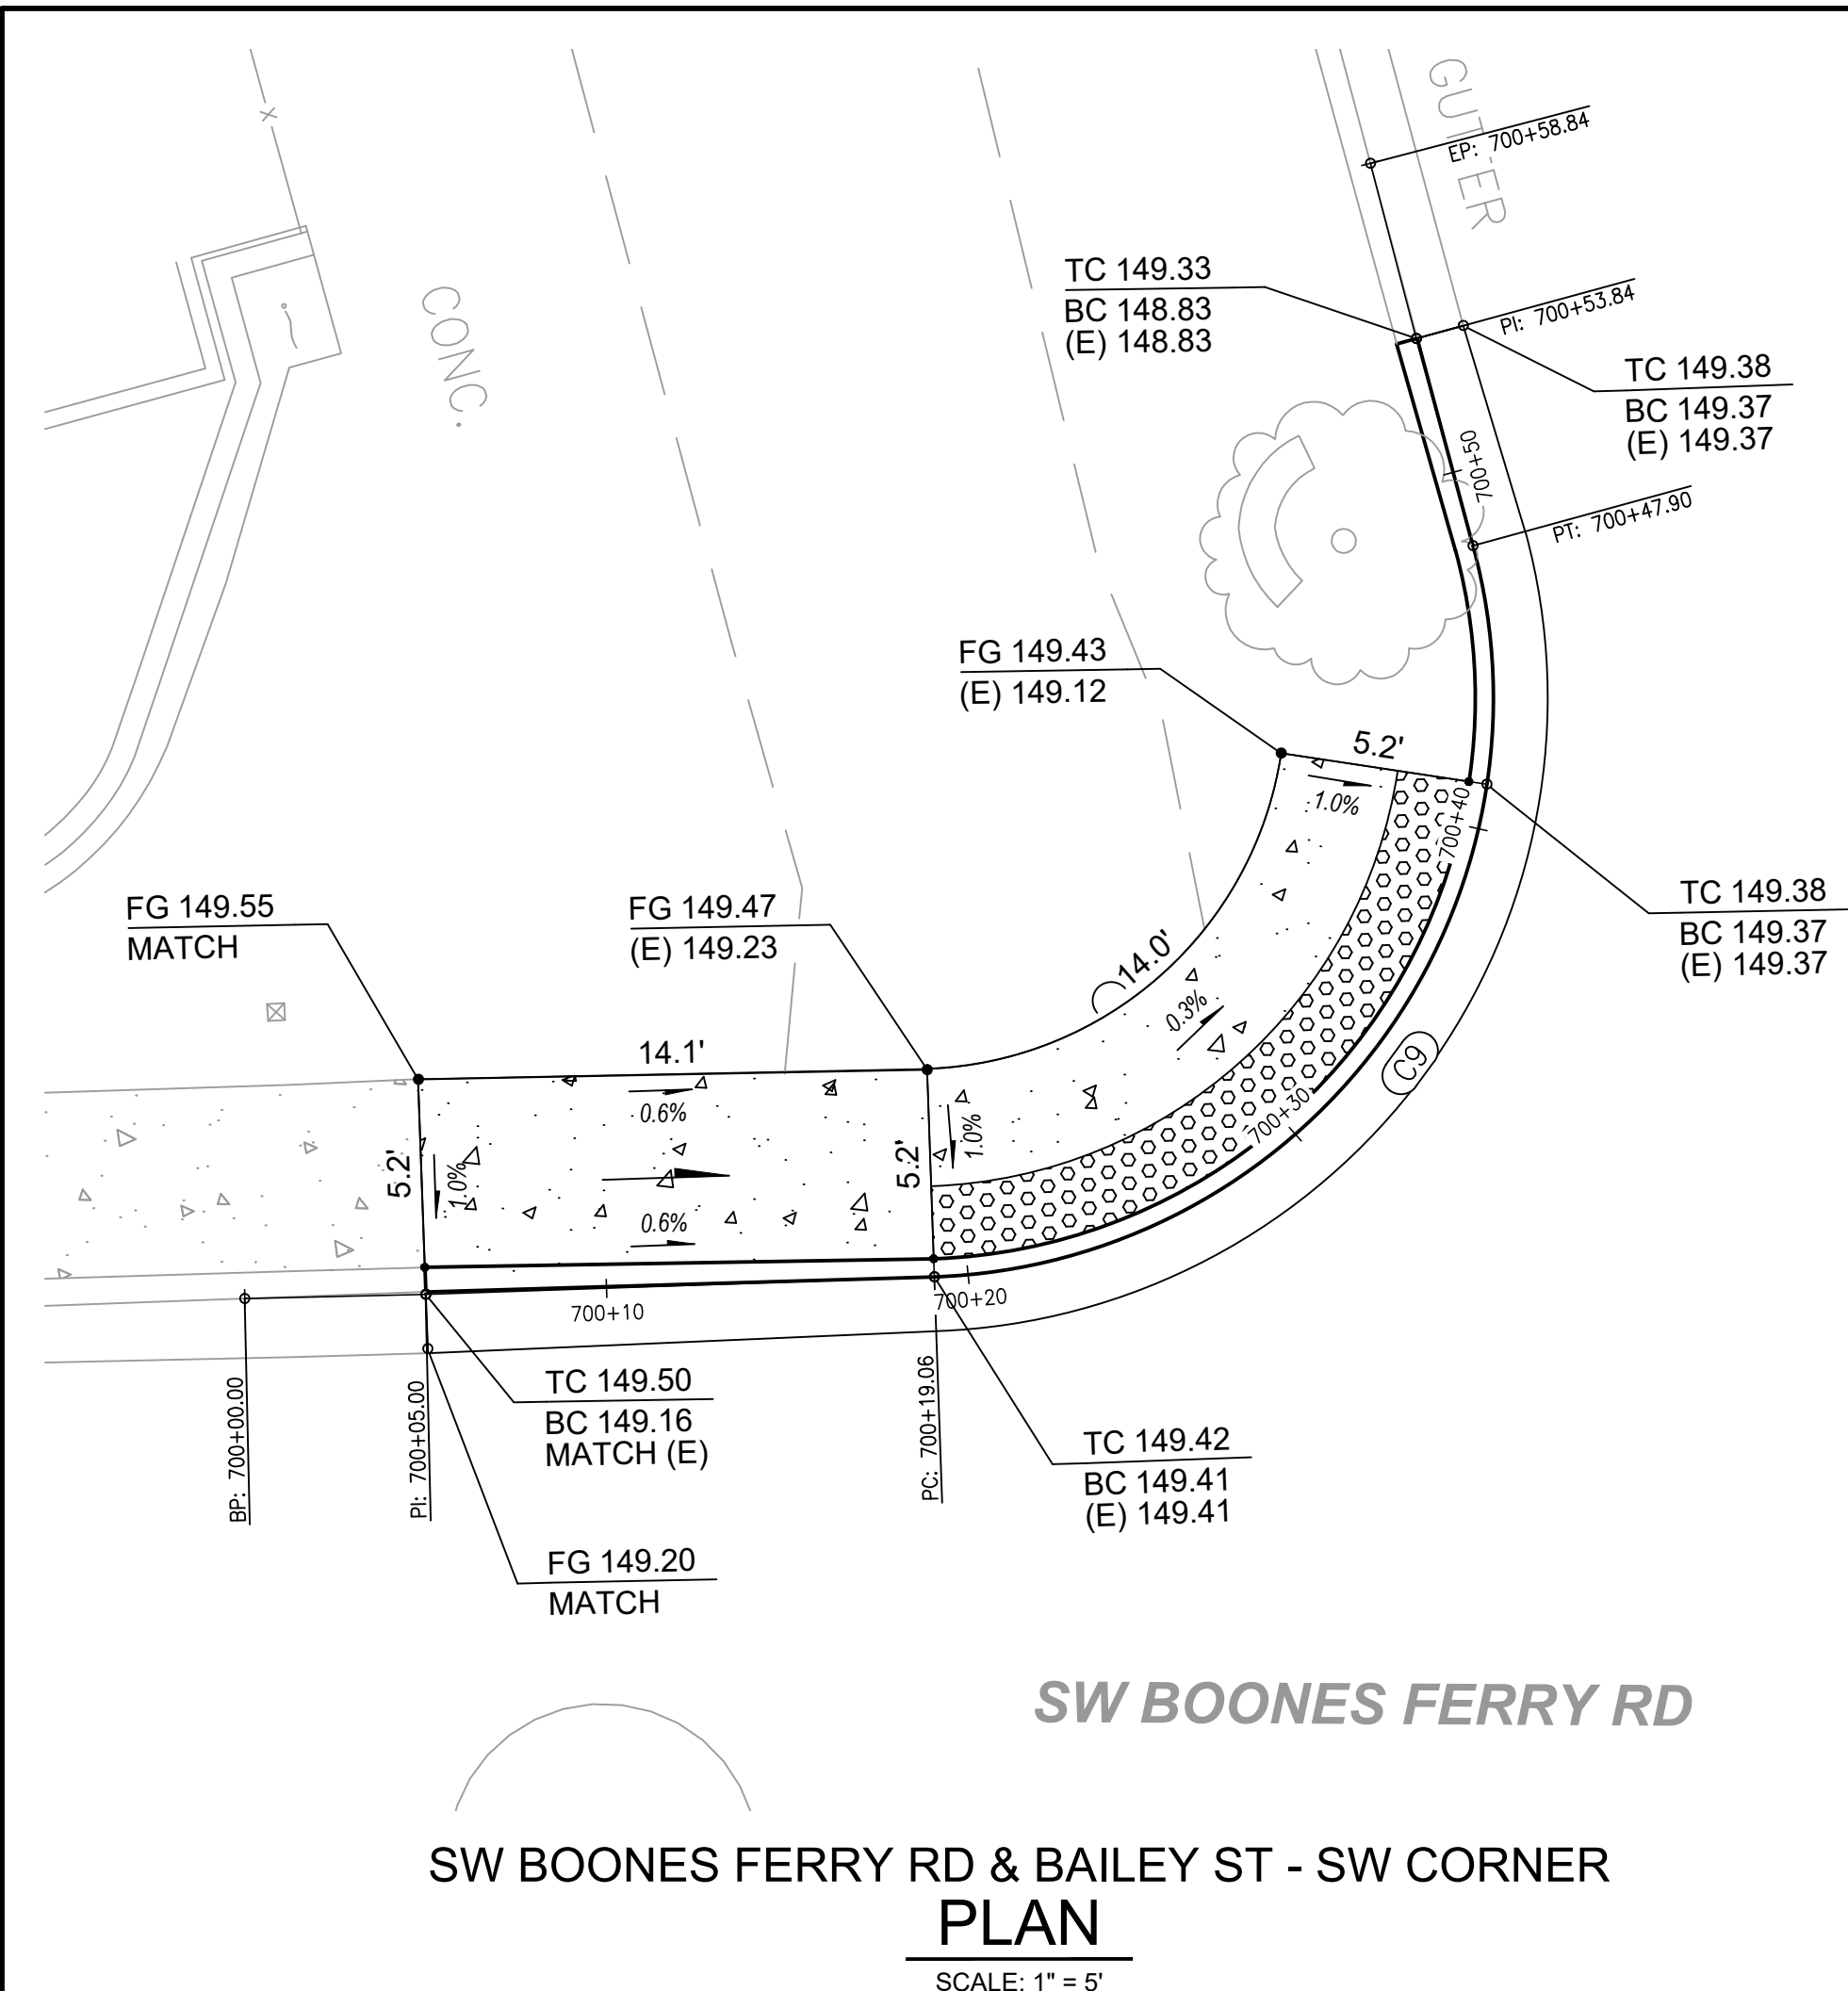 GUTTER
EP: 700+58.84
TC 149.33
BC 148.83
(E) 148.83
PI: 700+53.84
CONC.
TC 149.38
BC 149.37
(E) 149.37
700+50
PT: 700+47.90
FG 149.43
(E) 149.12
5.2'
1.0%
700+40
FG 149.55
MATCH
FG 149.47
(E) 149.23
TC 149.38
BC 149.37
(E) 149.37
14.0'
0.3%
14.1'
0.6%
C9
700+30
5.2'
1.0%
5.2'
1.0%
0.6%
700+10
700+20
BP: 700+00.00
PI: 700+05.00
PC: 700+19.06
TC 149.50
BC 149.16
MATCH (E)
TC 149.42
BC 149.41
(E) 149.41
FG 149.20
MATCH
SW BOONES FERRY RD
SW BOONES FERRY RD & BAILEY ST - SW CORNER
PLAN
SCALE: 1" = 5'